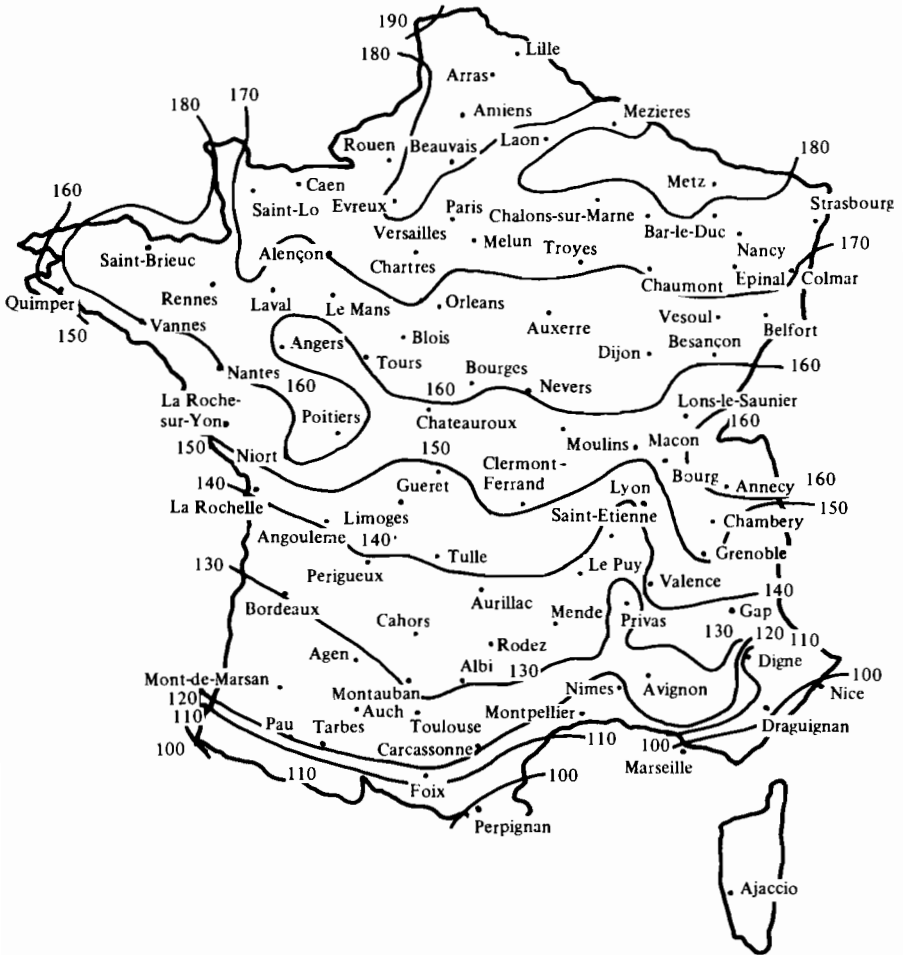 190
Lille
180
Arras
170
180
Amiens
Mezieres
Rouen
Beauvais
Laon
180
Caen
Metz
160
Saint-Lo
Evreux
Paris
Chalons-sur-Marne
Strasbourg
Versailles
Melun
Bar-le-Duc
Nancy
170
Saint-Brieuc
Alençon
Chartres
Troyes
Chaumont
Epinal
Colmar
Quimper
Rennes
Laval
Le Mans
Orleans
150
Vannes
Auxerre
Vesoul
Belfort
Angers
Blois
Tours
Dijon
Besançon
Nantes
160
Bourges
Nevers
160
160
La Roche-
sur-Yon
Poitiers
Chateauroux
Lons-le-Saunier
160
150
Niort
150
Moulins
Macon
140
Clermont-
Ferrand
Bourg
Annecy
160
La Rochelle
Gueret
Lyon
150
Limoges
Saint-Etienne
Chambery
Angouleme
140
Tulle
Grenoble
130
Perigueux
Le Puy
Valence
140
Bordeaux
Aurillac
Mende
Gap
Cahors
Privas
130
120
110
Rodez
Agen
Albi
130
Digne
100
Mont-de-Marsan
Montauban
Nimes
Avignon
Nice
120
Auch
Toulouse
Montpellier
110
Pau
Tarbes
Draguignan
100
Carcassonne
110
100
Marseille
110
Foix
100
Perpignan
Ajaccio